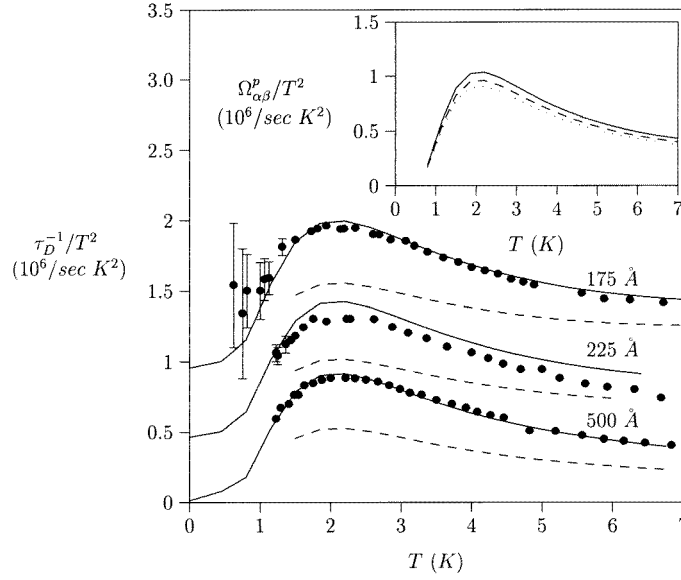 3.5
3
2.5
2
1.5
1
0.5
0
Ω^p_{αβ}/T^2
(10^6/sec K^2)
τ_D^{-1}/T^2
(10^6/sec K^2)
1.5
1
0.5
0
0 1 2 3 4 5 6 7
T (K)
175 Å
225 Å
500 Å
0 1 2 3 4 5 6 7
T (K)